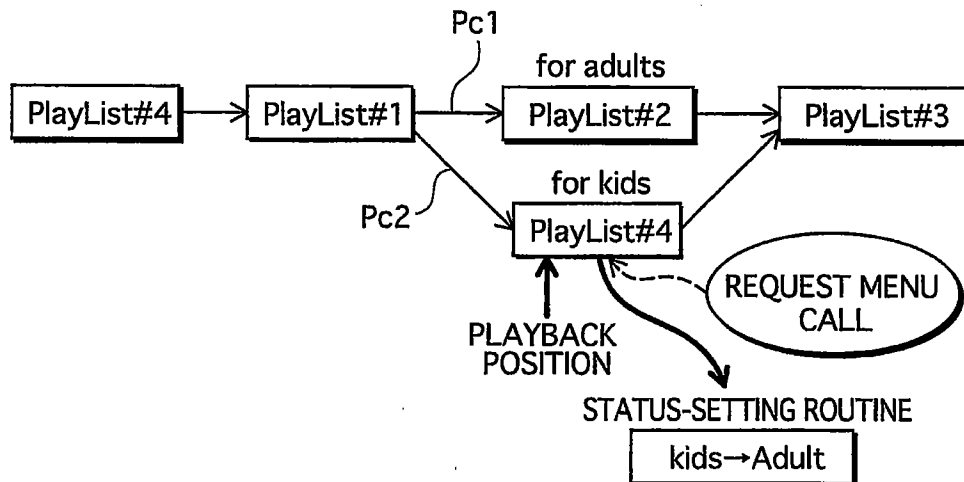 Pc1
for adults
PlayList#4
PlayList#1
PlayList#2
PlayList#3
for kids
Pc2
PlayList#4
REQUEST MENU
CALL
PLAYBACK
POSITION
STATUS-SETTING ROUTINE
kids→Adult